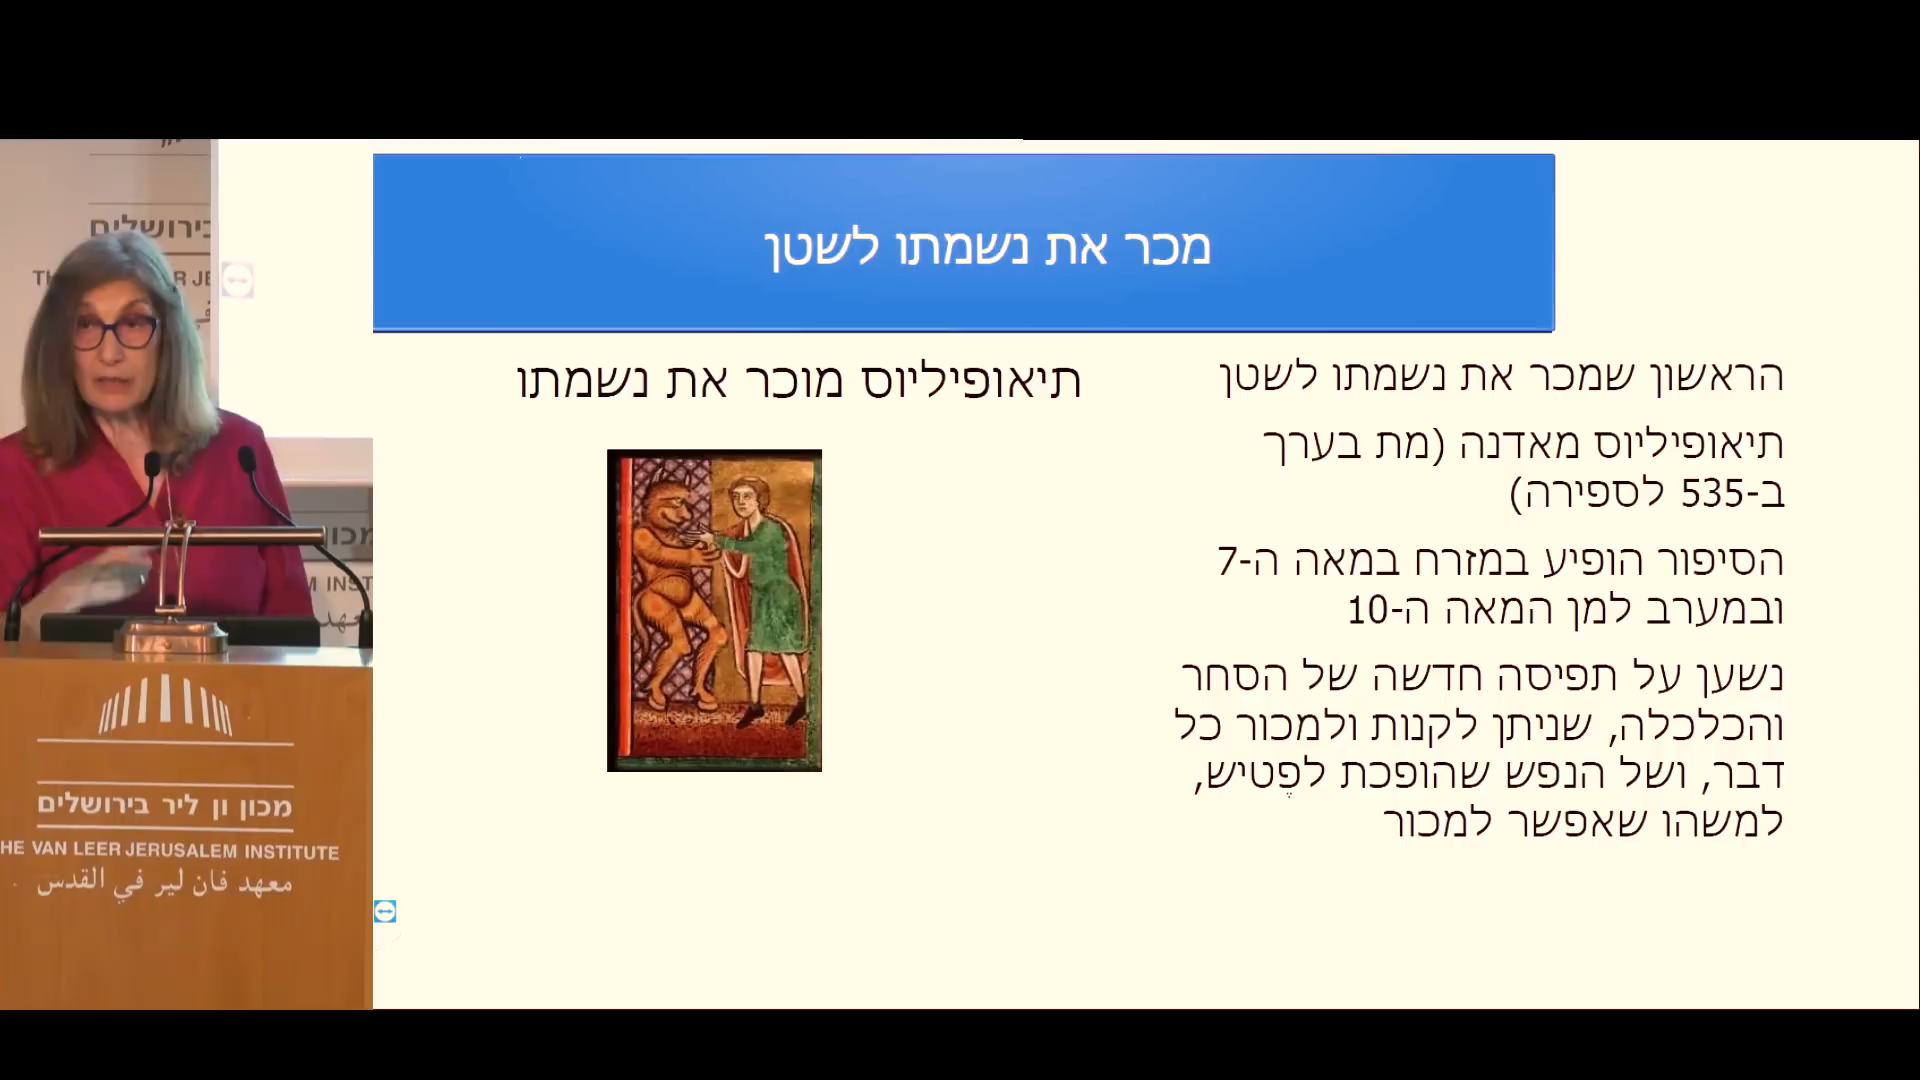 מכר את נשמתו לשטן
הראשון שמכר את נשמתו לשטן
תיאופיליוס מאדנה (מת בערך
ב-535 לספירה)
הסיפור הופיע במזרח במאה ה-7
ובמערב למן המאה ה-10
נשען על תפיסה חדשה של הסחר
והכלכלה, שניתן לקנות ולמכור כל
דבר, ושל הנפש שהופכת לפֶטיש,
למשהו שאפשר למכור
תיאופיליוס מוכר את נשמתו
בירושלים
מכון
מכון ון ליר בירושלים
HE VAN LEER JERUSALEM INSTITUTE
معهد فان لير في القدس